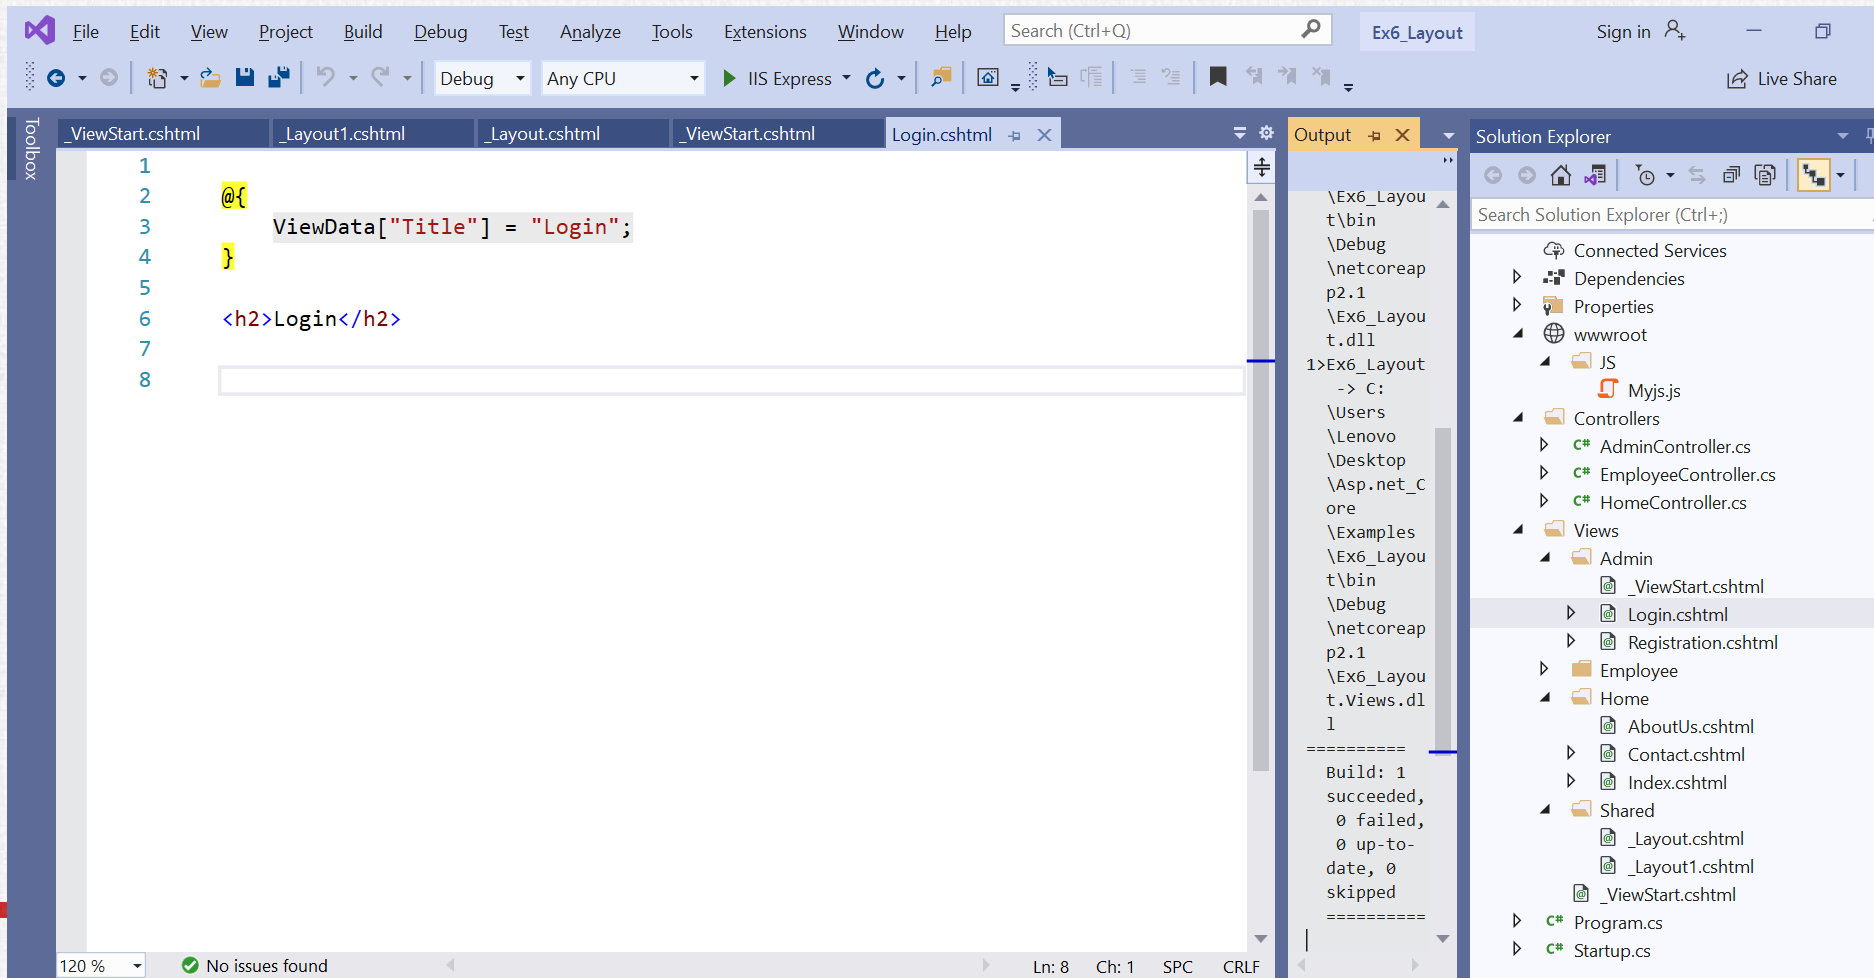 File Edit View Project Build Debug Test Analyze Tools Extensions Window Help Search (Ctrl+Q) Ex6_Layout Sign in
Debug Any CPU IIS Express Live Share
Toolbox
_ViewStart.cshtml _Layout1.cshtml _Layout.cshtml _ViewStart.cshtml Login.cshtml
1
2 @{
3 ViewData["Title"] = "Login";
4 }
5
6 <h2>Login</h2>
7
8
120 % No issues found Ln: 8 Ch: 1 SPC CRLF
Output
\Ex6_Layou
t\bin
\Debug
\netcoreap
p2.1
\Ex6_Layou
t.dll
1>Ex6_Layout
-> C:
\Users
\Lenovo
\Desktop
\Asp.net_C
ore
\Examples
\Ex6_Layou
t\bin
\Debug
\netcoreap
p2.1
\Ex6_Layou
t.Views.dl
l
==========
Build: 1
succeeded,
0 failed,
0 up-to-
date, 0
skipped
==========
Solution Explorer
Search Solution Explorer (Ctrl+;)
Connected Services
Dependencies
Properties
wwwroot
JS
Myjs.js
Controllers
C# AdminController.cs
C# EmployeeController.cs
C# HomeController.cs
Views
Admin
_ViewStart.cshtml
Login.cshtml
Registration.cshtml
Employee
Home
AboutUs.cshtml
Contact.cshtml
Index.cshtml
Shared
_Layout.cshtml
_Layout1.cshtml
_ViewStart.cshtml
C# Program.cs
C# Startup.cs